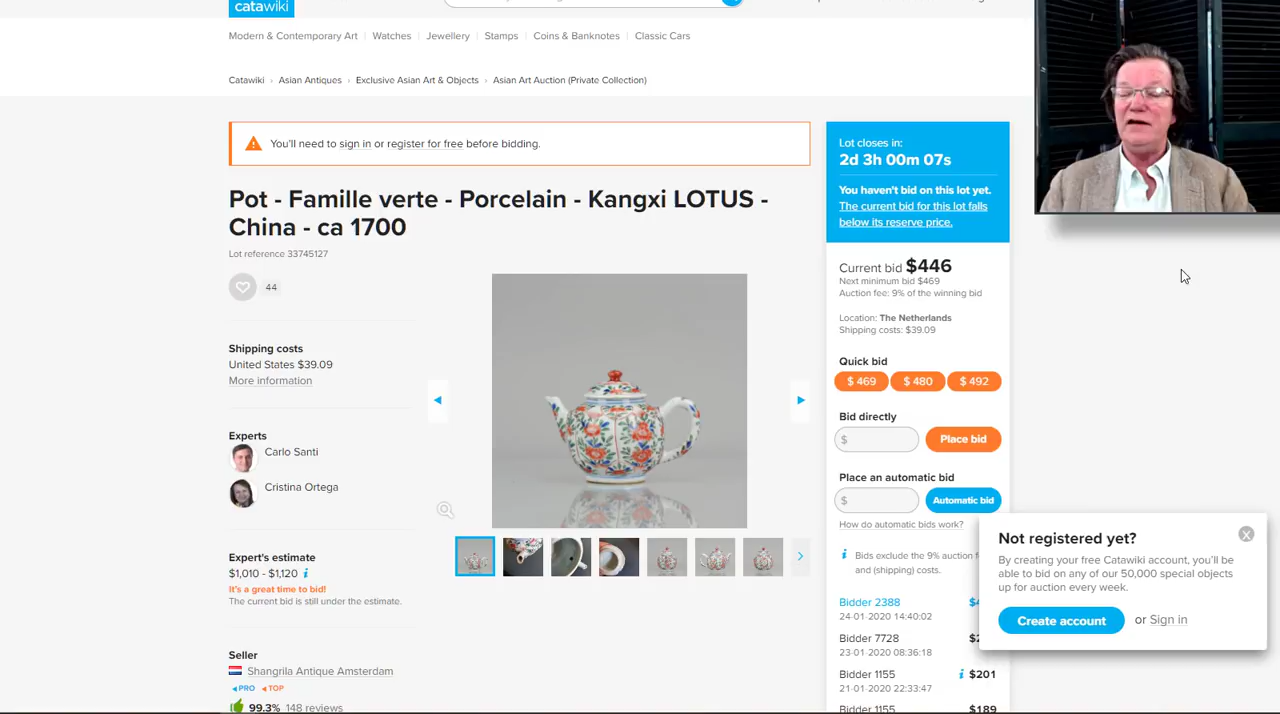 catawiki
Modern & Contemporary Art Watches Jewellery Stamps Coins & Banknotes Classic Cars
Catawiki › Asian Antiques › Exclusive Asian Art & Objects › Asian Art Auction (Private Collection)
You'll need to sign in or register for free before bidding.
Pot - Famille verte - Porcelain - Kangxi LOTUS -
China - ca 1700
Lot reference 33745127
44
Shipping costs
United States $39.09
More information
Experts
Carlo Santi
Cristina Ortega
Expert's estimate
$1,010 - $1,120 i
It's a great time to bid!
The current bid is still under the estimate.
Seller
Shangrila Antique Amsterdam
PRO TOP
99.3% 148 reviews
Lot closes in:
2d 3h 00m 07s
You haven't bid on this lot yet.
The current bid for this lot falls
below its reserve price.
Current bid $446
Next minimum bid $469
Auction fee: 9% of the winning bid
Location: The Netherlands
Shipping costs: $39.09
Quick bid
$ 469 $ 480 $ 492
Bid directly
$ Place bid
Place an automatic bid
$ Automatic bid
How do automatic bids work?
i Bids exclude the 9% auction
and (shipping) costs.
Bidder 2388
24-01-2020 14:40:02
Bidder 7728
23-01-2020 08:36:18
Bidder 1155 i $201
21-01-2020 22:33:47
Bidder 1155 $189
Not registered yet?
By creating your free Catawiki account, you'll be
able to bid on any of our 50,000 special objects
up for auction every week.
Create account or Sign in